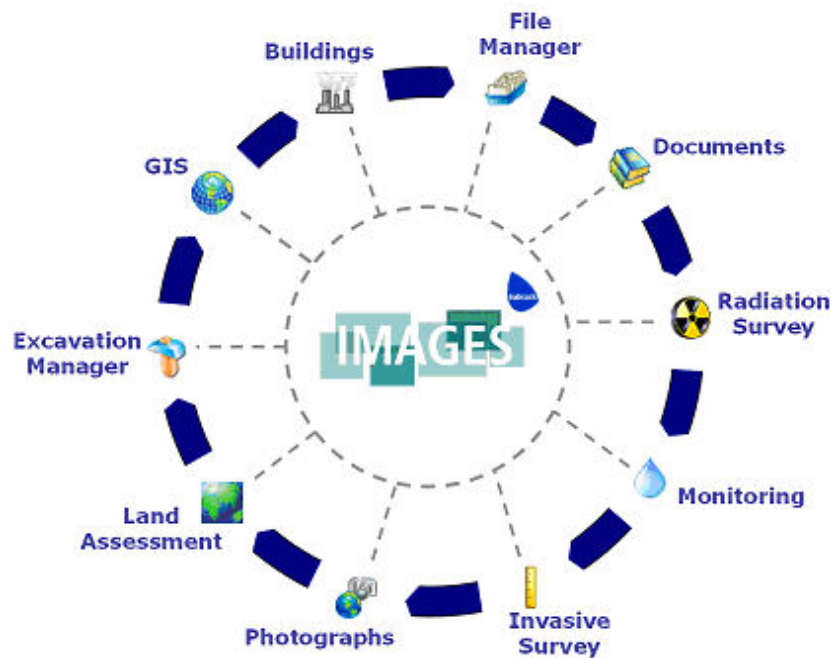 File
Manager
Buildings
Documents
GIS
Radiation
Survey
IMAGES
Excavation
Manager
Monitoring
Land
Assessment
Invasive
Survey
Photographs